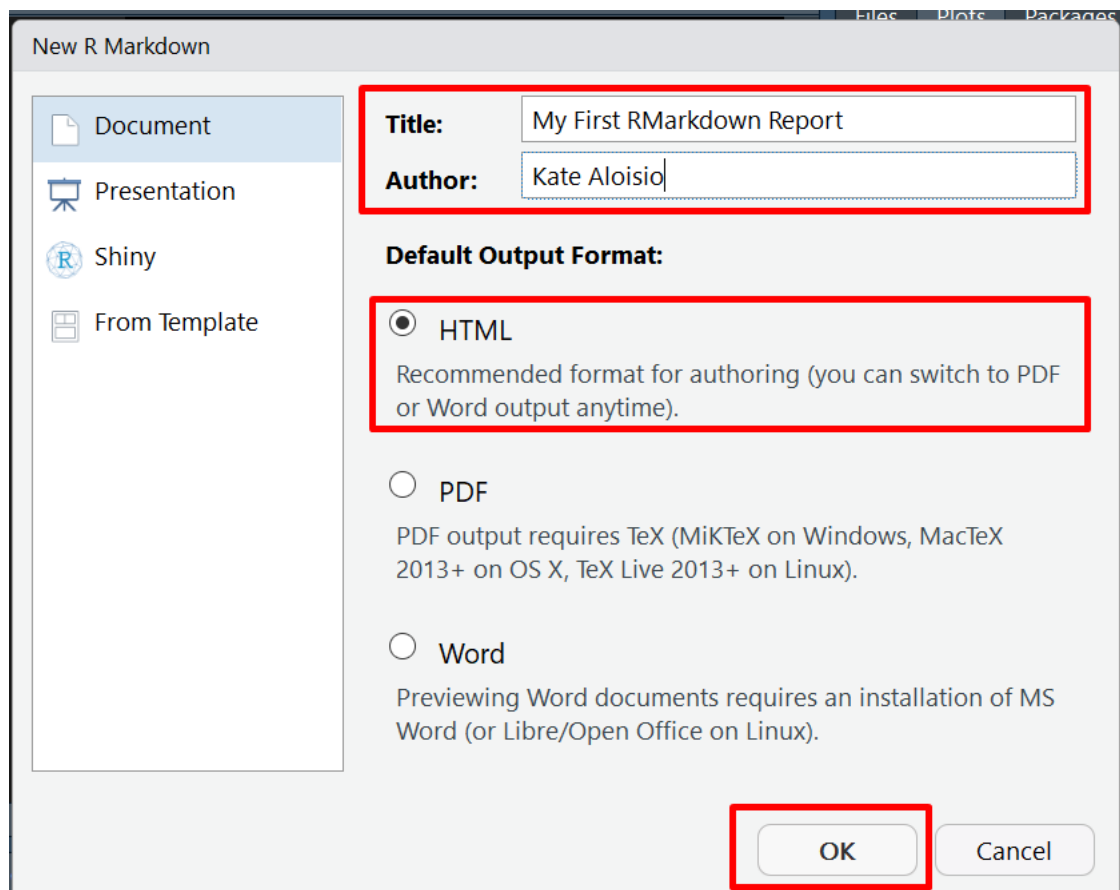 Files Plots Packages
New R Markdown
Document
Presentation
Shiny
From Template
Title: My First RMarkdown Report
Author: Kate Aloisio
Default Output Format:
HTML
Recommended format for authoring (you can switch to PDF
or Word output anytime).
PDF
PDF output requires TeX (MiKTeX on Windows, MacTeX
2013+ on OS X, TeX Live 2013+ on Linux).
Word
Previewing Word documents requires an installation of MS
Word (or Libre/Open Office on Linux).
OK Cancel